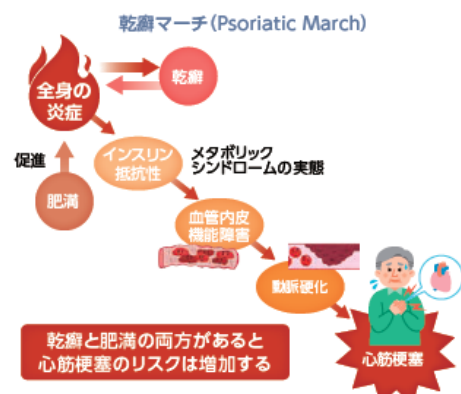 乾癬マーチ(Psoriatic March)
全身の
炎症
乾癬
促進
肥満
インスリン
抵抗性
メタボリック
シンドロームの実態
血管内皮
機能障害
動脈硬化
心筋梗塞
乾癬と肥満の両方があると
心筋梗塞のリスクは増加する